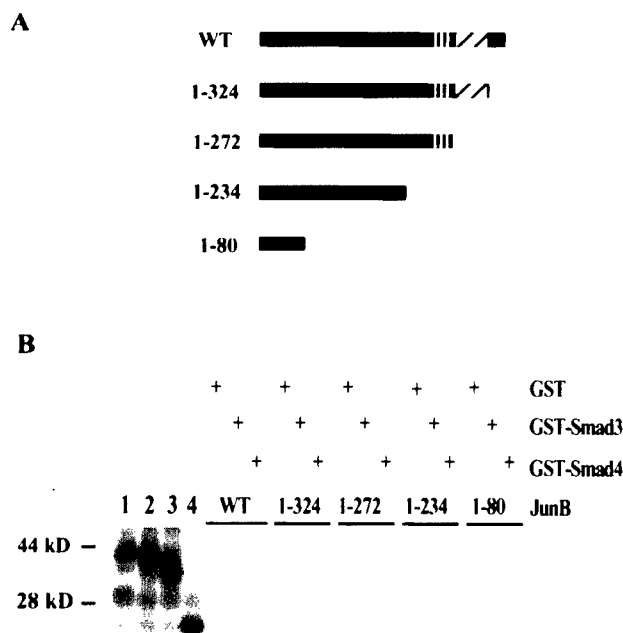 A
WT
1-324
1-272
1-234
1-80
B
+ + + + + GST
+ + + + + GST-Smad3
+ + + + + GST-Smad4
1 2 3 4 WT 1-324 1-272 1-234 1-80 JunB
44 kD –
28 kD –